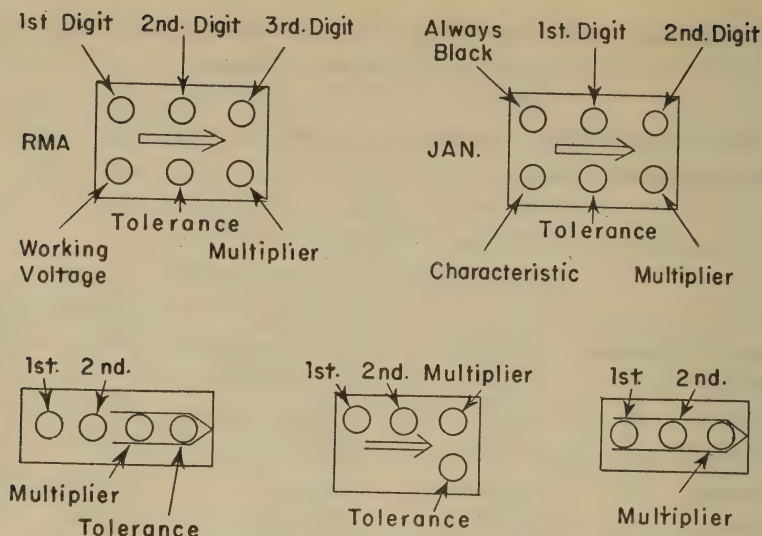 1st Digit 2nd. Digit 3rd. Digit
RMA
Tolerance
Working
Voltage
Multiplier
Always
Black
1st. Digit 2nd. Digit
JAN.
Tolerance
Characteristic Multiplier
1st. 2nd.
Multiplier
Tolerance
1st. 2nd. Multiplier
Tolerance
1st. 2nd.
Multiplier